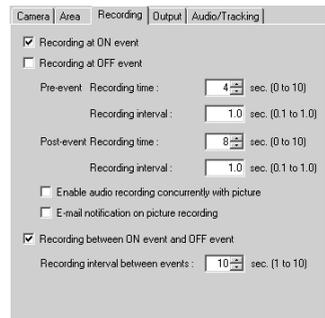 Camera Area Recording Output Audio/Tracking
Recording at ON event
Recording at OFF event
Pre-event Recording time : 4 sec. (0 to 10)
Recording interval : 1.0 sec. (0.1 to 1.0)
Post-event Recording time : 8 sec. (0 to 10)
Recording interval : 1.0 sec. (0.1 to 1.0)
Enable audio recording concurrently with picture
E-mail notification on picture recording
Recording between ON event and OFF event
Recording interval between events : 10 sec. (1 to 10)